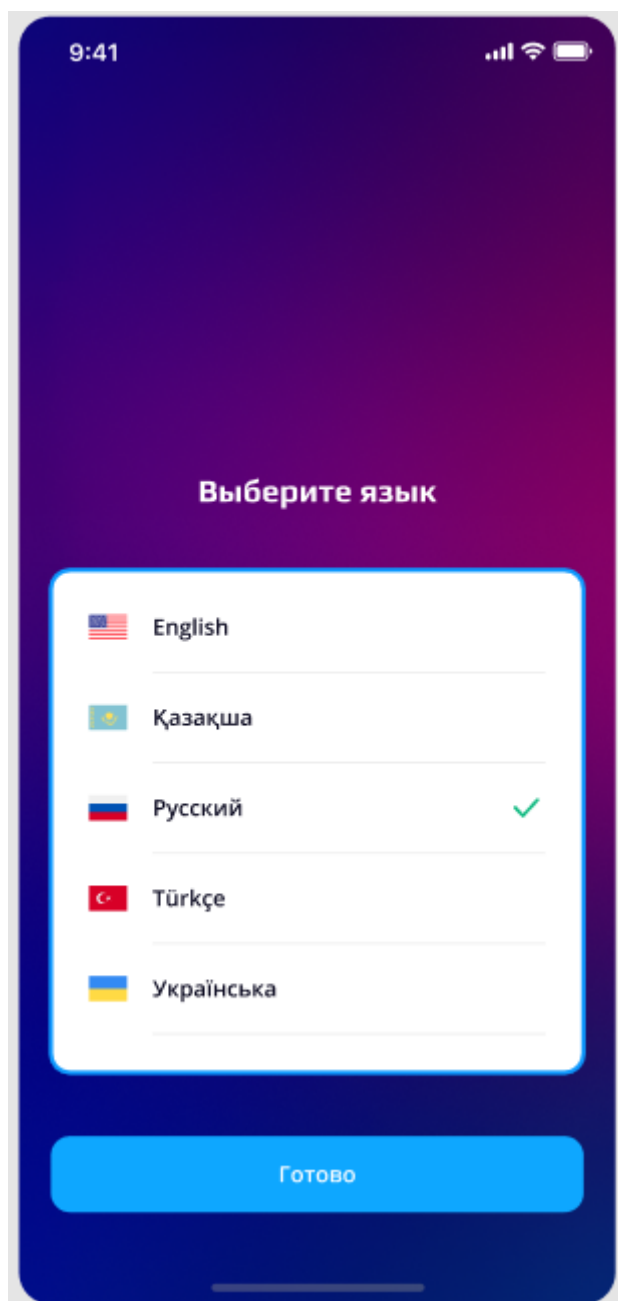 9:41
Выберите язык
English
Қазақша
Русский
Türkçe
Українська
Готово